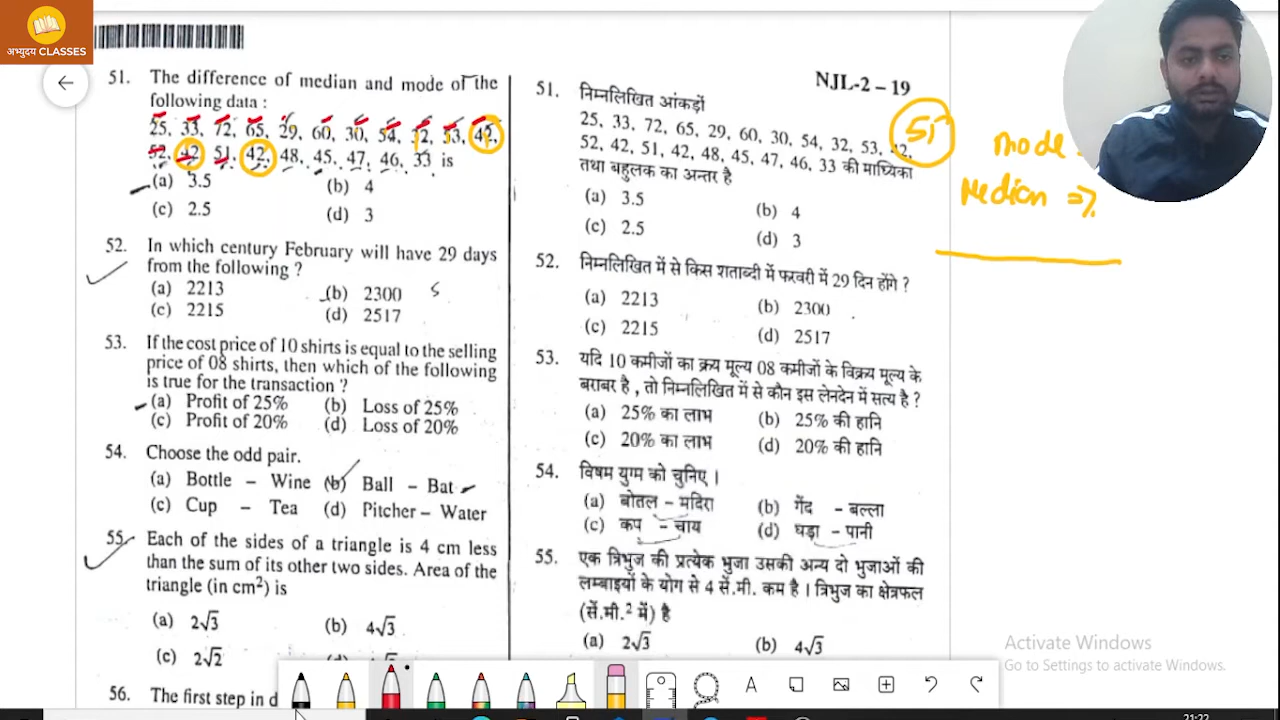 अभ्युदय CLASSES
51. The difference of median and mode of the
following data :
25, 33, 72, 65, 29, 60, 30, 54, 32, 53, 42,
52, 42, 51, 42, 48, 45, 47, 46, 33 is
(a) 3.5 (b) 4
(c) 2.5 (d) 3
52. In which century February will have 29 days
from the following ?
(a) 2213 (b) 2300
(c) 2215 (d) 2517
53. If the cost price of 10 shirts is equal to the selling
price of 08 shirts, then which of the following
is true for the transaction ?
(a) Profit of 25% (b) Loss of 25%
(c) Profit of 20% (d) Loss of 20%
54. Choose the odd pair.
(a) Bottle – Wine (b) Ball – Bat
(c) Cup – Tea (d) Pitcher – Water
55. Each of the sides of a triangle is 4 cm less
than the sum of its other two sides. Area of the
triangle (in cm²) is
(a) 2√3 (b) 4√3
(c) 2√2
56. The first step in d
NJL-2 – 19
51. निम्नलिखित आंकड़ों
25, 33, 72, 65, 29, 60, 30, 54, 32, 53, 42,
52, 42, 51, 42, 48, 45, 47, 46, 33 की माध्यिका
तथा बहुलक का अन्तर है
(a) 3.5 (b) 4
(c) 2.5 (d) 3
52. निम्नलिखित में से किस शताब्दी में फरवरी में 29 दिन होंगे ?
(a) 2213 (b) 2300
(c) 2215 (d) 2517
53. यदि 10 कमीजों का क्रय मूल्य 08 कमीजों के विक्रय मूल्य के
बराबर है , तो निम्नलिखित में से कौन इस लेनदेन में सत्य है ?
(a) 25% का लाभ (b) 25% की हानि
(c) 20% का लाभ (d) 20% की हानि
54. विषम युग्म को चुनिए ।
(a) बोतल – मदिरा (b) गेंद – बल्ला
(c) कप – चाय (d) घड़ा – पानी
55. एक त्रिभुज की प्रत्येक भुजा उसकी अन्य दो भुजाओं की
लम्बाइयों के योग से 4 सें.मी. कम है । त्रिभुज का क्षेत्रफल
(सें.मी.² में) है
(a) 2√3 (b) 4√3
51
mode
Median =>
Activate Windows
Go to Settings to activate Windows.
21:22